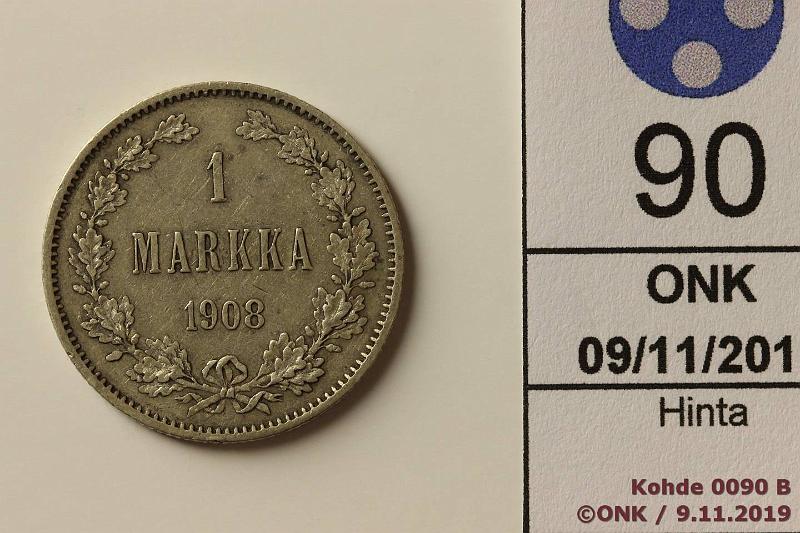 1
MARKKA
1908
90
ONK
09/11/201
Hinta
Kohde 0090 B
©ONK / 9.11.2019